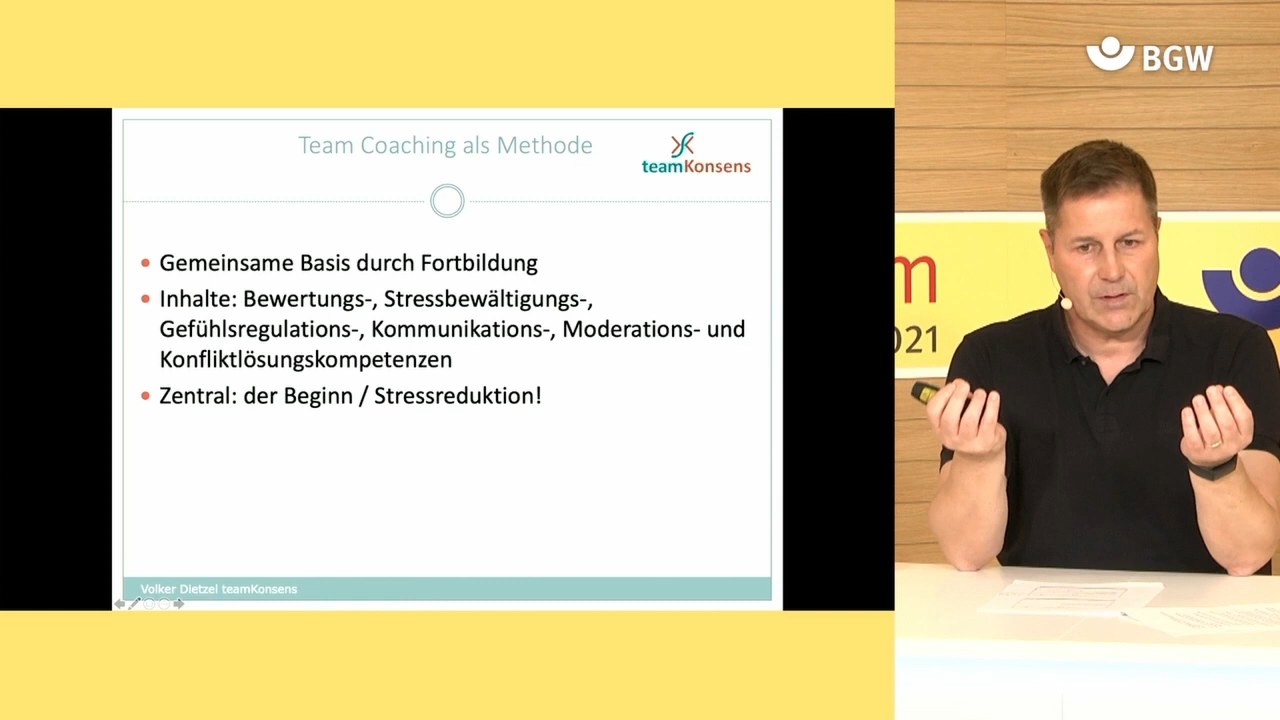 Team Coaching als Methode
teamKonsens
• Gemeinsame Basis durch Fortbildung
• Inhalte: Bewertungs-, Stressbewältigungs-,
Gefühlsregulations-, Kommunikations-, Moderations- und
Konfliktlösungskompetenzen
• Zentral: der Beginn / Stressreduktion!
Volker Dietzel teamKonsens
BGW
m
021